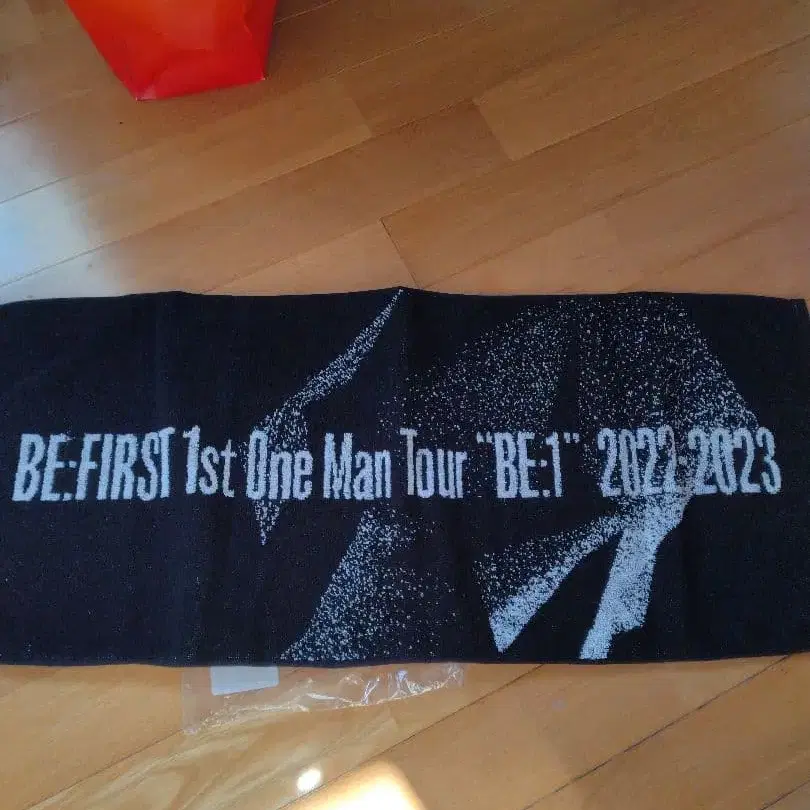 BE:FIRST 1st One Man Tour “BE:1” 2022-2023